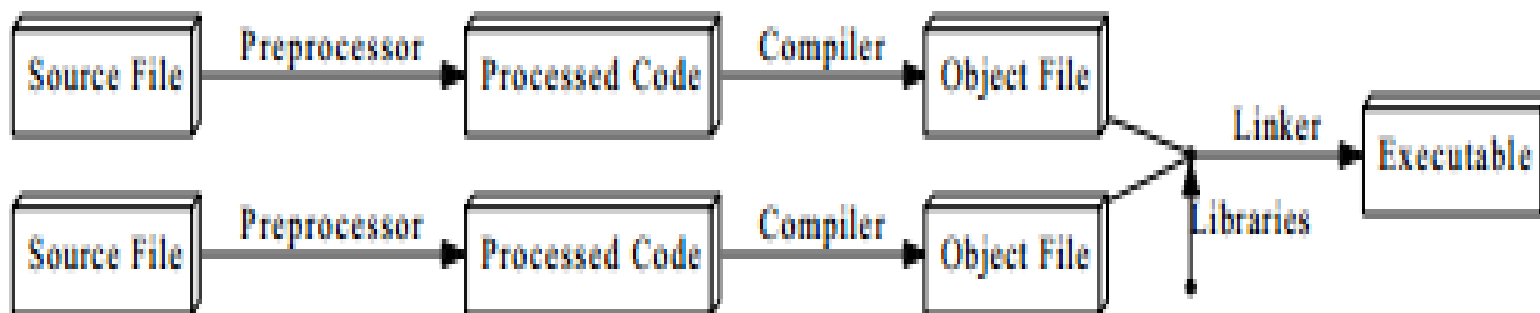 Preprocessor
Compiler
Source File
Processed Code
Object File
Linker
Executable
Preprocessor
Compiler
Libraries
Source File
Processed Code
Object File